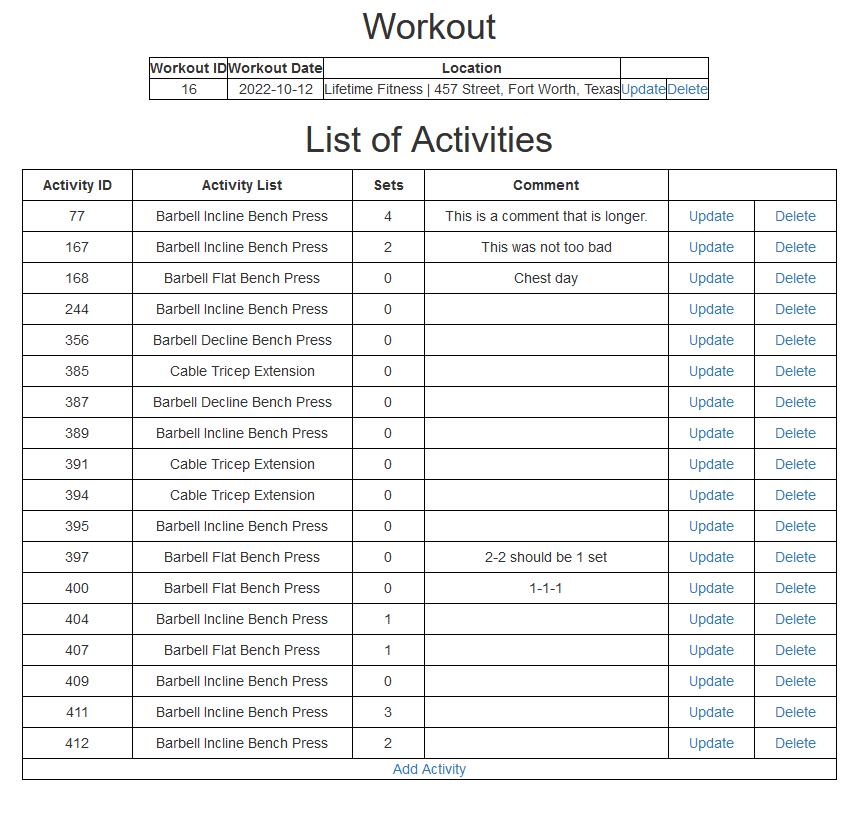 Workout
Workout ID Workout Date Location
16 2022-10-12 Lifetime Fitness | 457 Street, Fort Worth, Texas Update Delete
List of Activities
Activity ID Activity List Sets Comment
77 Barbell Incline Bench Press 4 This is a comment that is longer. Update Delete
167 Barbell Incline Bench Press 2 This was not too bad Update Delete
168 Barbell Flat Bench Press 0 Chest day Update Delete
244 Barbell Incline Bench Press 0 Update Delete
356 Barbell Decline Bench Press 0 Update Delete
385 Cable Tricep Extension 0 Update Delete
387 Barbell Decline Bench Press 0 Update Delete
389 Barbell Incline Bench Press 0 Update Delete
391 Cable Tricep Extension 0 Update Delete
394 Cable Tricep Extension 0 Update Delete
395 Barbell Incline Bench Press 0 Update Delete
397 Barbell Flat Bench Press 0 2-2 should be 1 set Update Delete
400 Barbell Flat Bench Press 0 1-1-1 Update Delete
404 Barbell Incline Bench Press 1 Update Delete
407 Barbell Flat Bench Press 1 Update Delete
409 Barbell Incline Bench Press 0 Update Delete
411 Barbell Incline Bench Press 3 Update Delete
412 Barbell Incline Bench Press 2 Update Delete
Add Activity